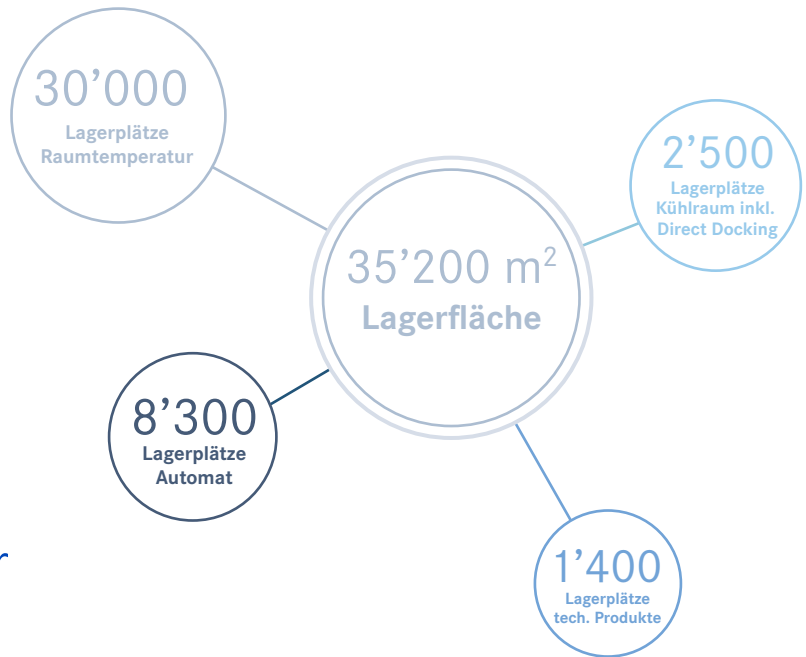 30’000
Lagerplätze
Raumtemperatur
2’500
Lagerplätze
Kühlraum inkl.
Direct Docking
35’200 m²
Lagerfläche
8’300
Lagerplätze
Automat
1’400
Lagerplätze
tech. Produkte